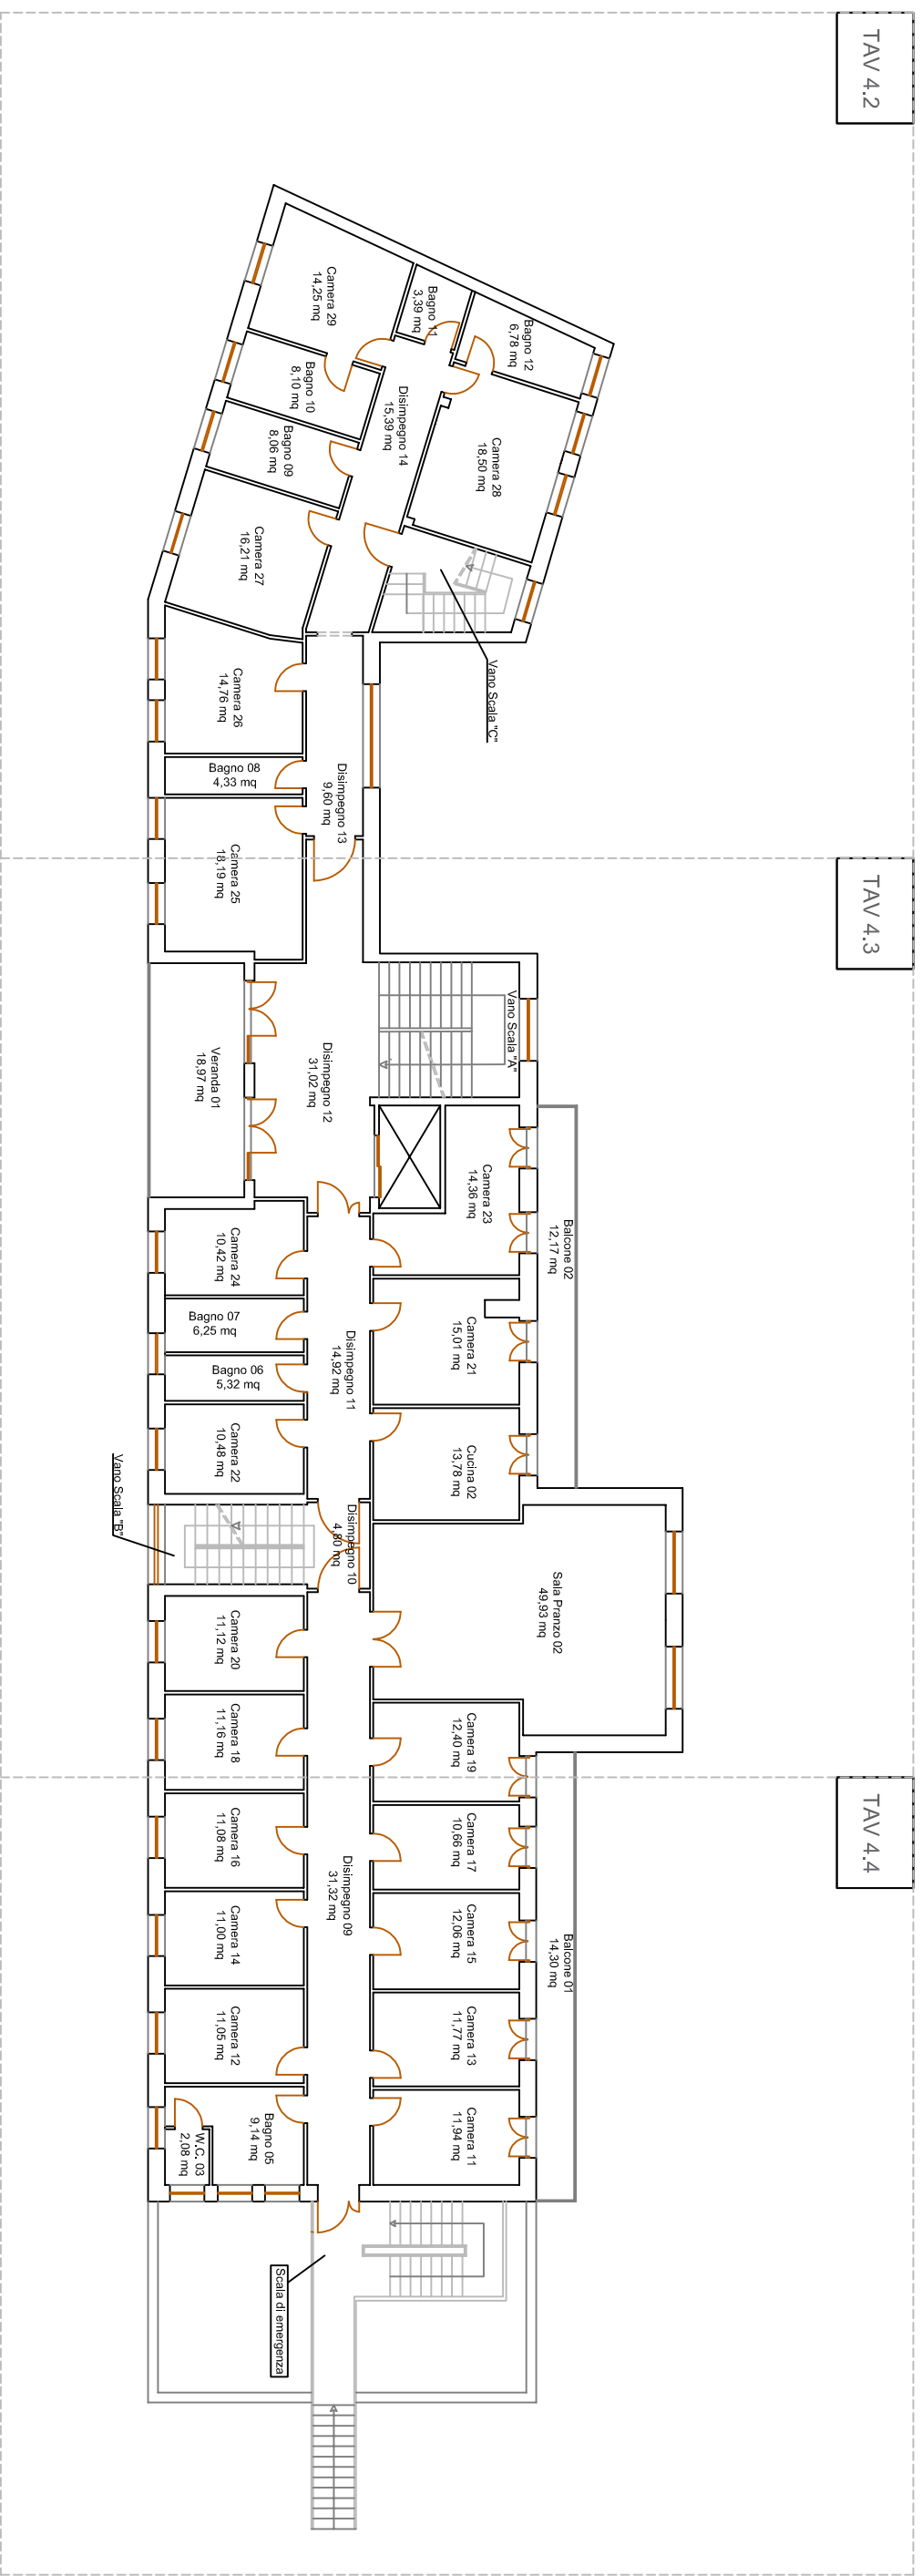 TAV 4.2
Camera 29
14,25 mq
Bagno 11
3,39 mq
Bagno 12
6,78 mq
Bagno 10
8,10 mq
Disimpegno 14
15,39 mq
Bagno 09
8,06 mq
Camera 28
18,50 mq
Camera 27
16,21 mq
Vano Scala "C"
Camera 26
14,76 mq
Bagno 08
4,33 mq
Disimpegno 13
9,60 mq
Camera 25
18,19 mq
TAV 4.3
Vano Scala "A"
Veranda 01
18,97 mq
Disimpegno 12
31,02 mq
Camera 23
14,36 mq
Balcone 02
12,17 mq
Camera 24
10,42 mq
Bagno 07
6,25 mq
Disimpegno 11
14,92 mq
Camera 21
15,01 mq
Bagno 06
5,32 mq
Camera 22
10,48 mq
Cucina 02
13,78 mq
Vano Scala "B"
Disimpegno 10
4,80 mq
Sala Pranzo 02
49,93 mq
Camera 20
11,12 mq
Camera 18
11,16 mq
Camera 19
12,40 mq
TAV 4.4
Camera 16
11,08 mq
Camera 17
10,66 mq
Disimpegno 09
31,32 mq
Camera 14
11,00 mq
Camera 15
12,06 mq
Balcone 01
14,30 mq
Camera 12
11,05 mq
Camera 13
11,77 mq
Bagno 05
9,14 mq
W.C. 03
2,08 mq
Camera 11
11,94 mq
Scala di emergenza